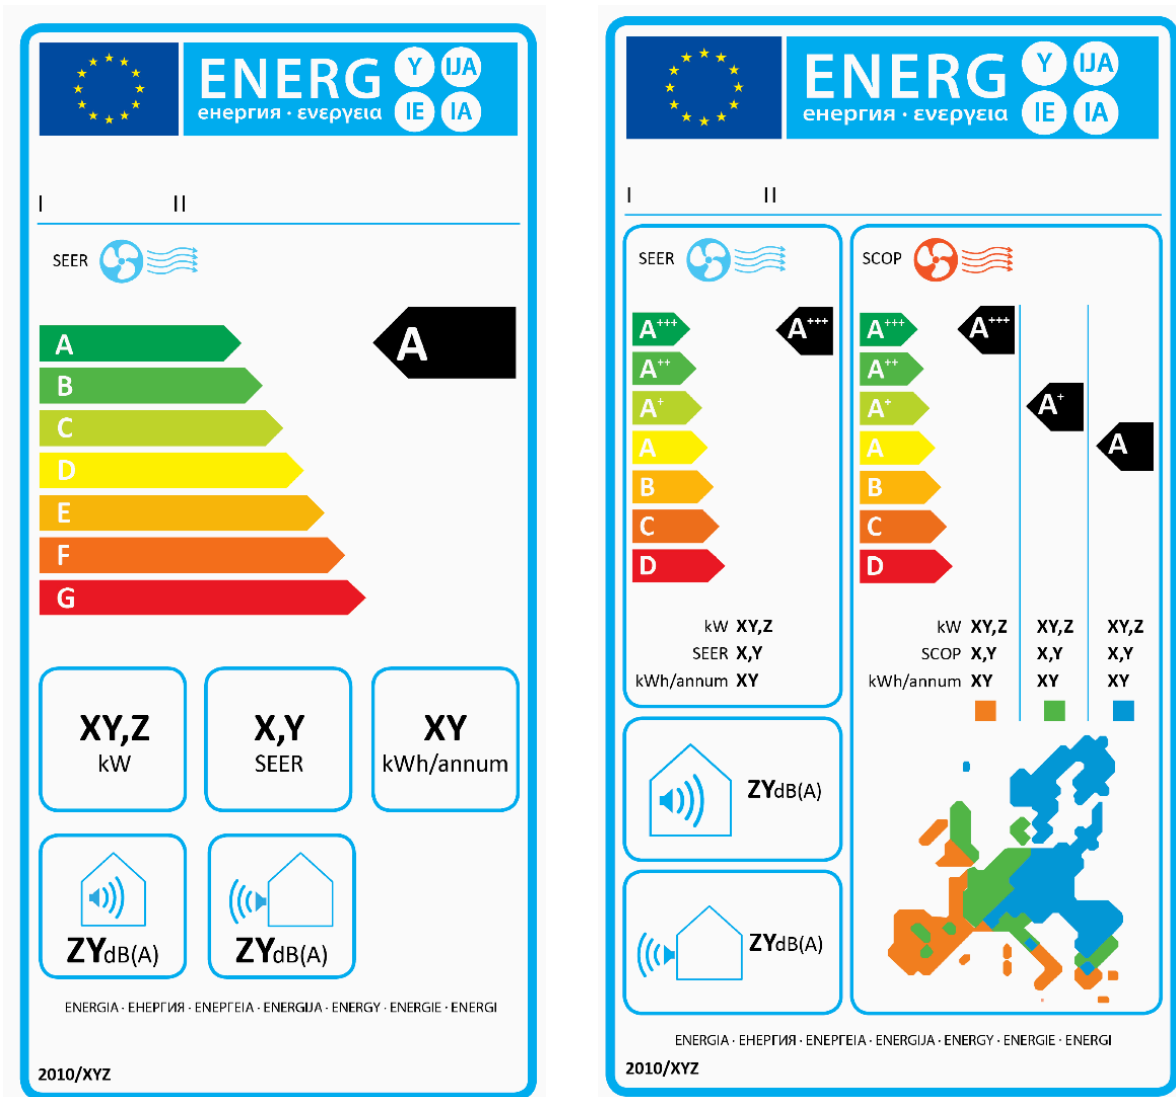 ENERG Y IJA
енергия · ενεργεια IE IA
I II
SEER
A
A
B
C
D
E
F
G
XY,Z
kW
X,Y
SEER
XY
kWh/annum
ZYdB(A)
ZYdB(A)
ENERGIA · ЕНЕРГИЯ · ΕΝΕΡΓΕΙΑ · ENERGIJA · ENERGY · ENERGIE · ENERGI
2010/XYZ
ENERG Y IJA
енергия · ενεργεια IE IA
I II
SEER
A+++ A+++
A++
A+
A
B
C
D
kW XY,Z
SEER X,Y
kWh/annum XY
SCOP
A+++ A+++
A++
A+ A+
A A
B
C
D
kW XY,Z XY,Z XY,Z
SCOP X,Y X,Y X,Y
kWh/annum XY XY XY
ZYdB(A)
ZYdB(A)
ENERGIA · ЕНЕРГИЯ · ΕΝΕΡΓΕΙΑ · ENERGIJA · ENERGY · ENERGIE · ENERGI
2010/XYZ